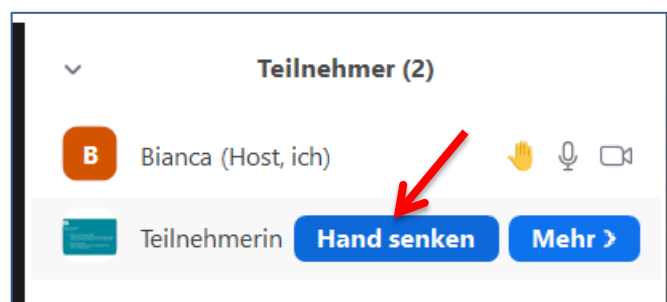 Teilnehmer (2)
B Bianca (Host, ich)
Teilnehmerin Hand senken Mehr >